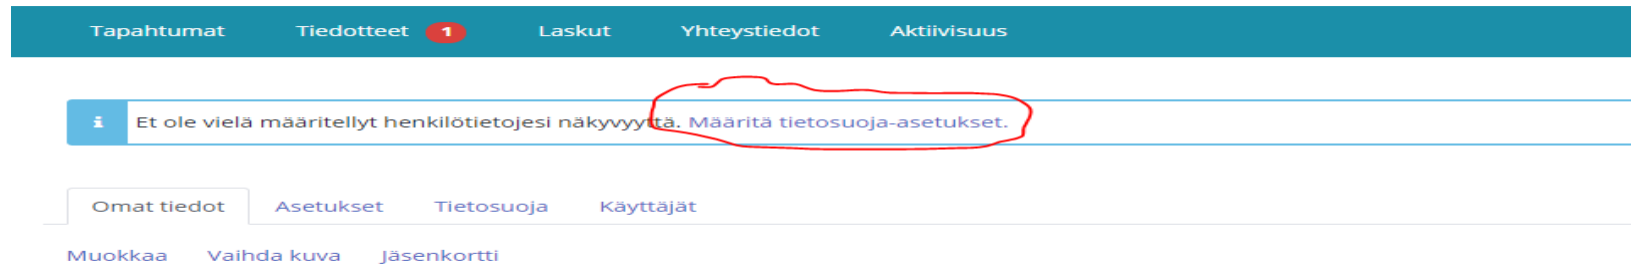 Tapahtumat Tiedotteet 1 Laskut Yhteystiedot Aktiivisuus
i Et ole vielä määritellyt henkilötietojesi näkyvyyttä. Määritä tietosuoja-asetukset.
Omat tiedot Asetukset Tietosuoja Käyttäjät
Muokkaa Vaihda kuva Jäsenkortti